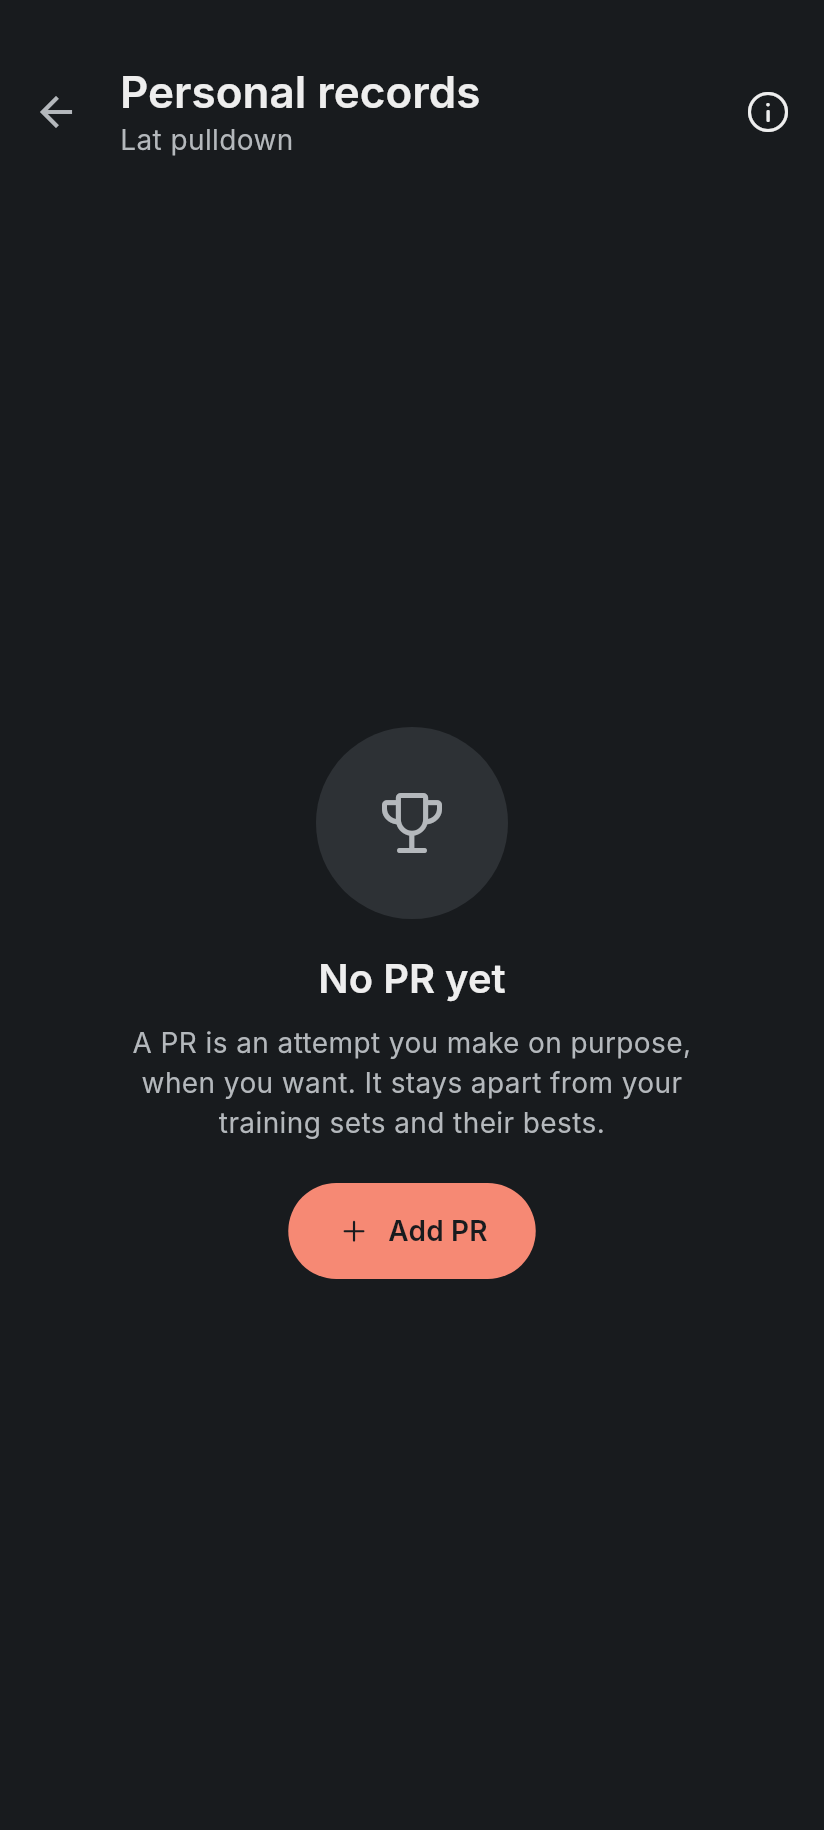 Personal records
Lat pulldown
No PR yet
A PR is an attempt you make on purpose,
when you want. It stays apart from your
training sets and their bests.
Add PR